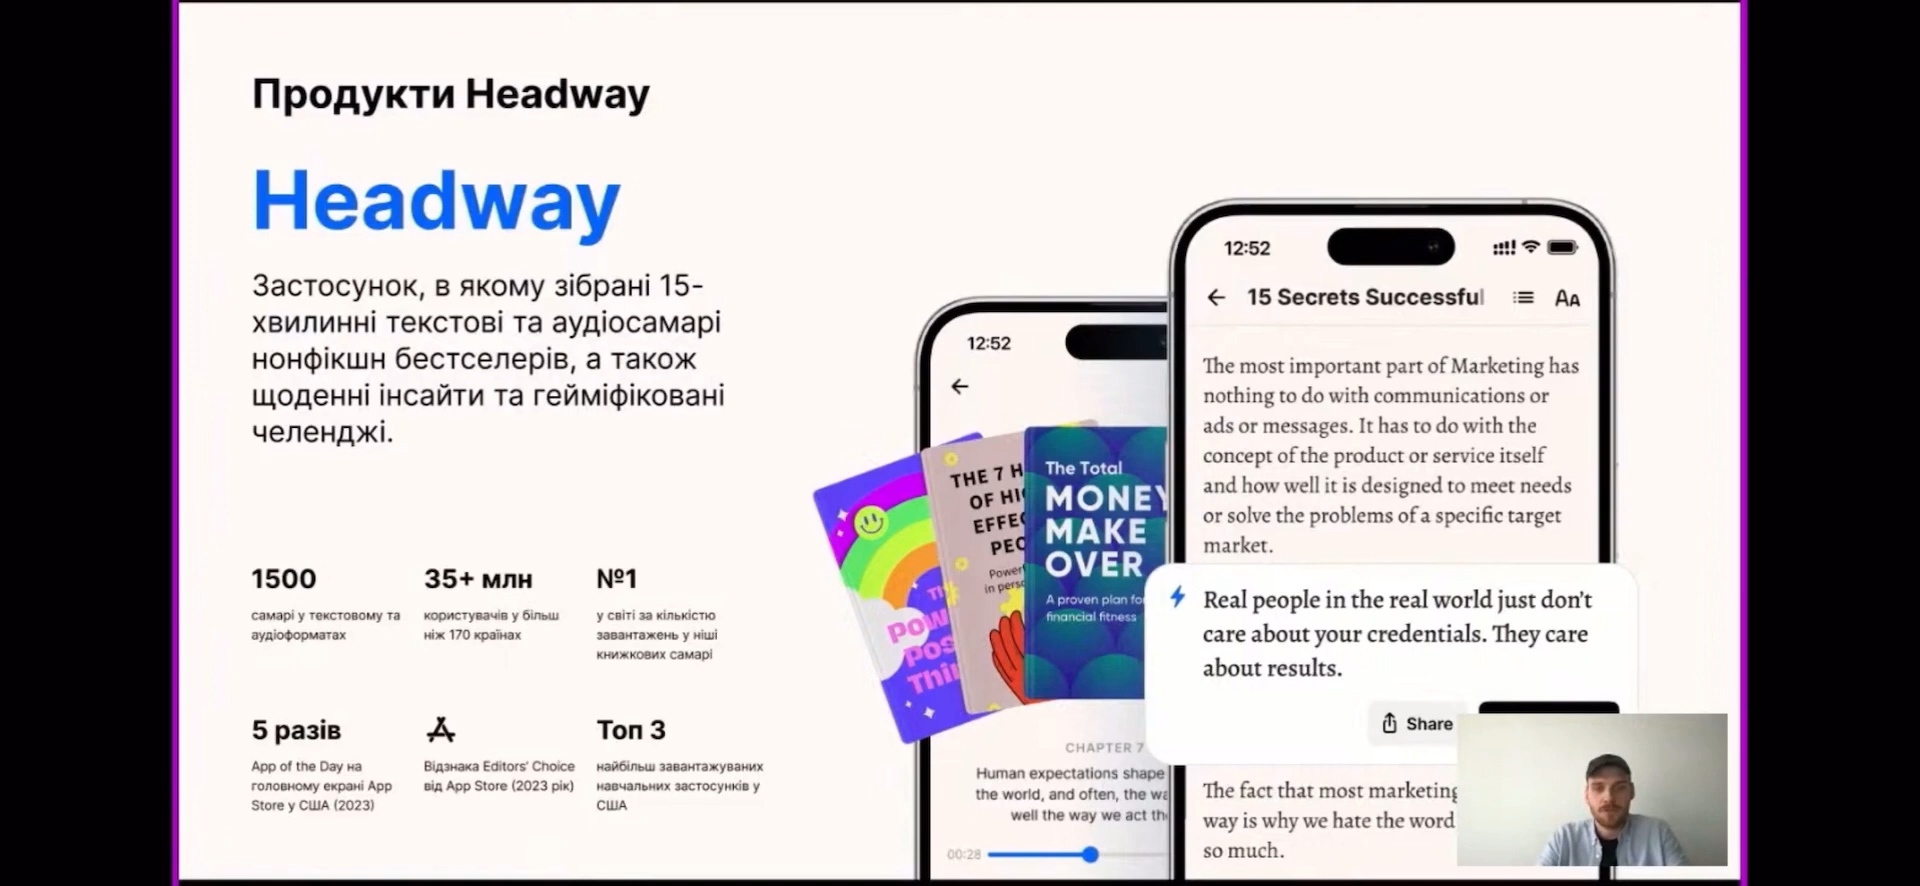 Продукти Headway
Headway
Застосунок, в якому зібрані 15-
хвилинні текстові та аудіосамарі
нонфікшн бестселерів, а також
щоденні інсайти та гейміфіковані
челенджі.
1500
самарі у текстовому та
аудіоформатах
35+ млн
користувачів у більш
ніж 170 країнах
№1
у світі за кількістю
завантажень у ніші
книжкових самарі
5 разів
App of the Day на
головному екрані App
Store у США (2023)
Відзнака Editors' Choice
від App Store (2023 рік)
Топ 3
найбільш завантажуваних
навчальних застосунків у
США
12:52
THE 7
OF
The Total
MONEY
MAKE
OVER
A proven plan for
financial fitness
CHAPTER 7
Human expectations shape
the world, and often, the
well the way we act
00:28
12:52
15 Secrets Successful
AA
The most important part of Marketing has
nothing to do with communications or
ads or messages. It has to do with the
concept of the product or service itself
and how well it is designed to meet needs
or solve the problems of a specific target
market.
Real people in the real world just don't
care about your credentials. They care
about results.
Share
The fact that most marketing
way is why we hate the word
so much.